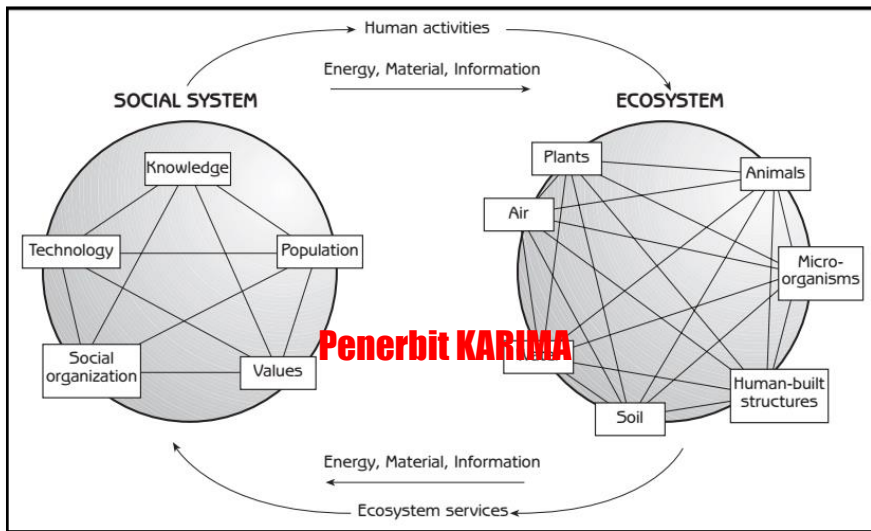 Human activities
Energy, Material, Information
SOCIAL SYSTEM
ECOSYSTEM
Knowledge
Technology
Population
Social
organization
Values
Plants
Animals
Air
Micro-
organisms
Penerbit KARIMA
Human-built
structures
Soil
Energy, Material, Information
Ecosystem services